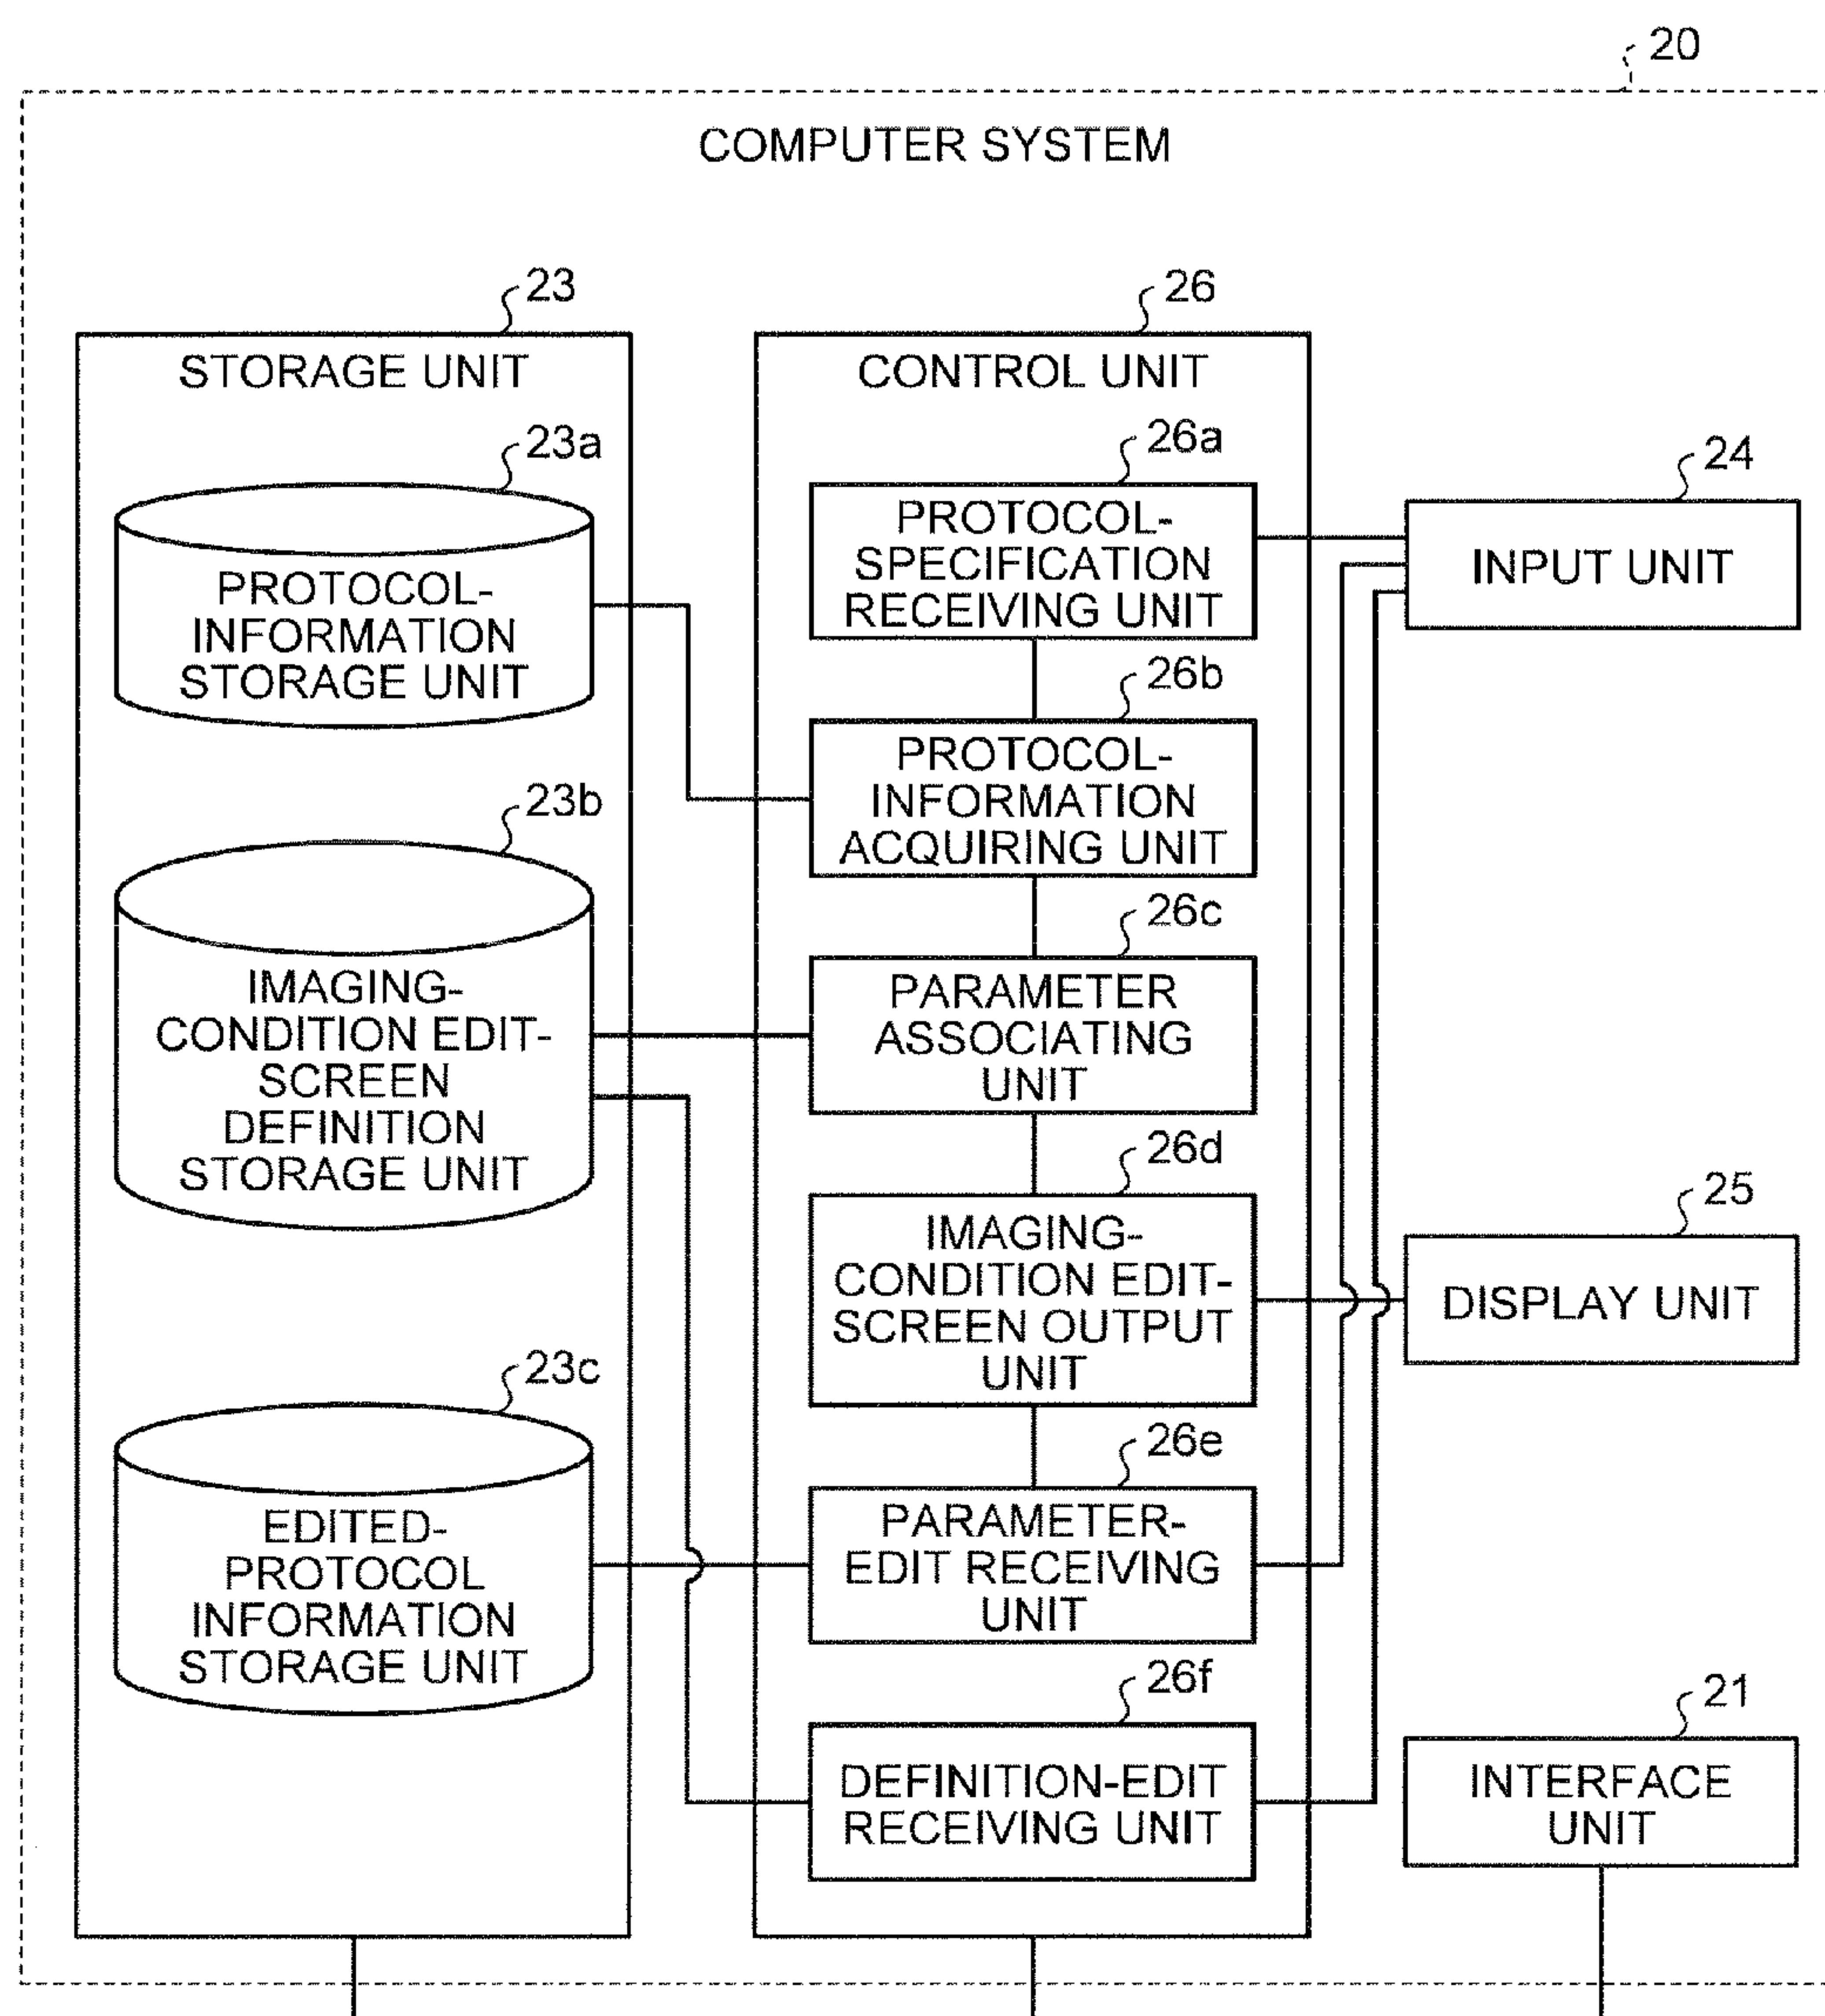 20
COMPUTER SYSTEM
23
STORAGE UNIT
23a
PROTOCOL-
INFORMATION
STORAGE UNIT
23b
IMAGING-
CONDITION EDIT-
SCREEN
DEFINITION
STORAGE UNIT
23c
EDITED-
PROTOCOL
INFORMATION
STORAGE UNIT
26
CONTROL UNIT
26a
PROTOCOL-
SPECIFICATION
RECEIVING UNIT
26b
PROTOCOL-
INFORMATION
ACQUIRING UNIT
26c
PARAMETER
ASSOCIATING
UNIT
26d
IMAGING-
CONDITION EDIT-
SCREEN OUTPUT
UNIT
26e
PARAMETER-
EDIT RECEIVING
UNIT
26f
DEFINITION-EDIT
RECEIVING UNIT
24
INPUT UNIT
25
DISPLAY UNIT
21
INTERFACE
UNIT